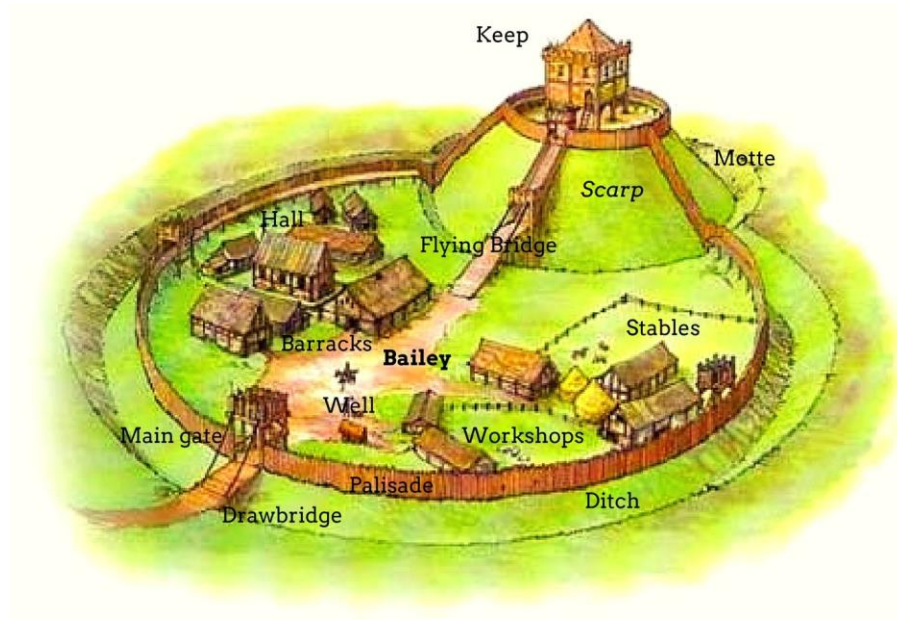 Keep
Motte
Scarp
Hall
Flying Bridge
Stables
Barracks
Bailey
Well
Main gate
Workshops
Palisade
Ditch
Drawbridge